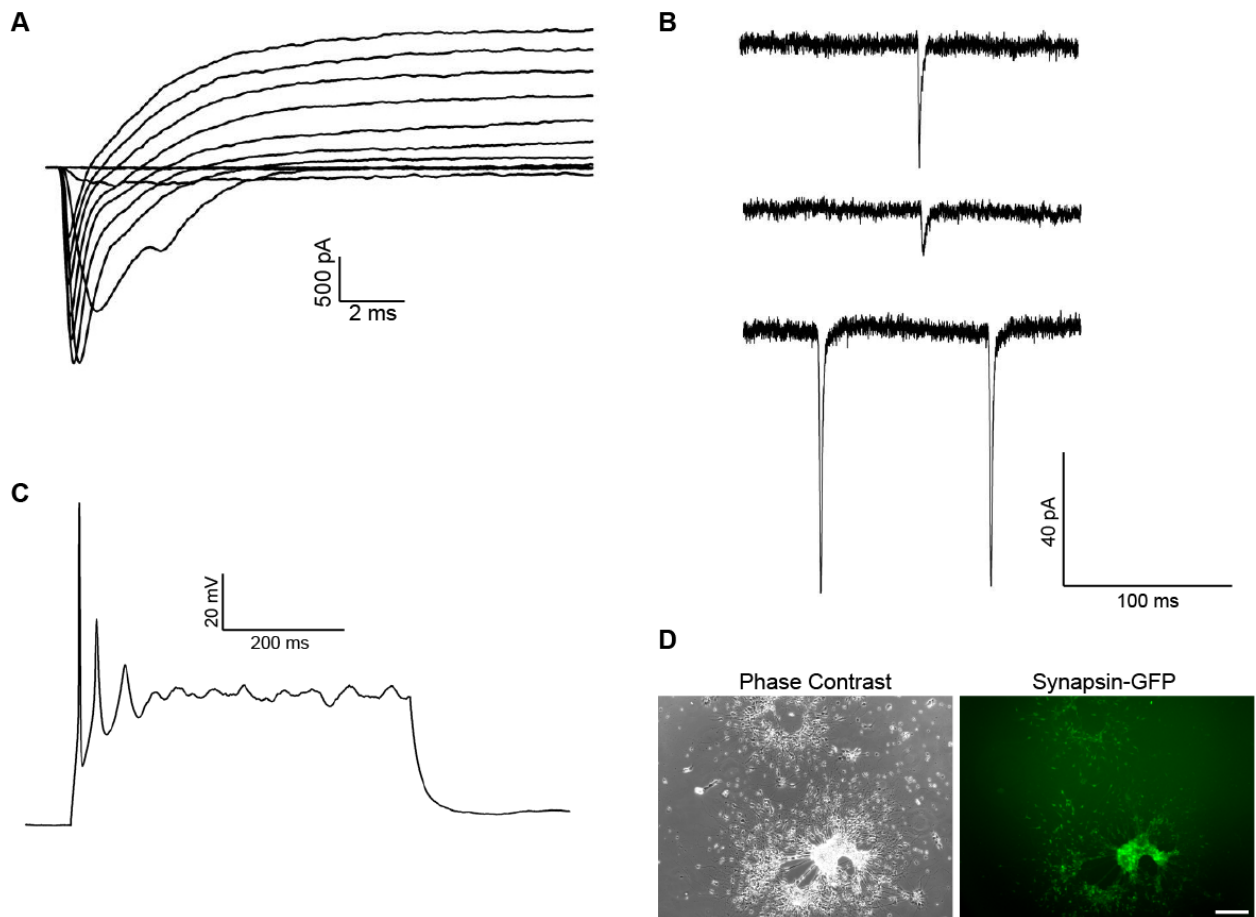 A
500 pA
2 ms
B
40 pA
100 ms
C
20 mV
200 ms
D
Phase Contrast
Synapsin-GFP